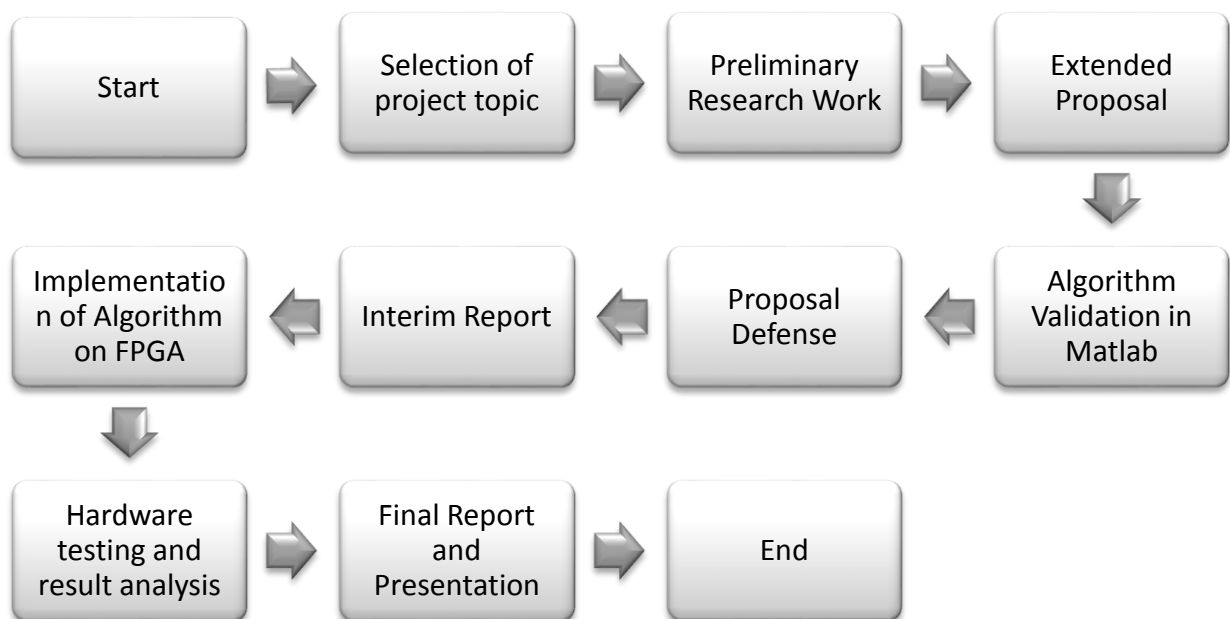 Start
Selection of
project topic
Preliminary
Research Work
Extended
Proposal
Algorithm
Validation in
Matlab
Proposal
Defense
Interim Report
Implementatio
n of Algorithm
on FPGA
Hardware
testing and
result analysis
Final Report
and
Presentation
End